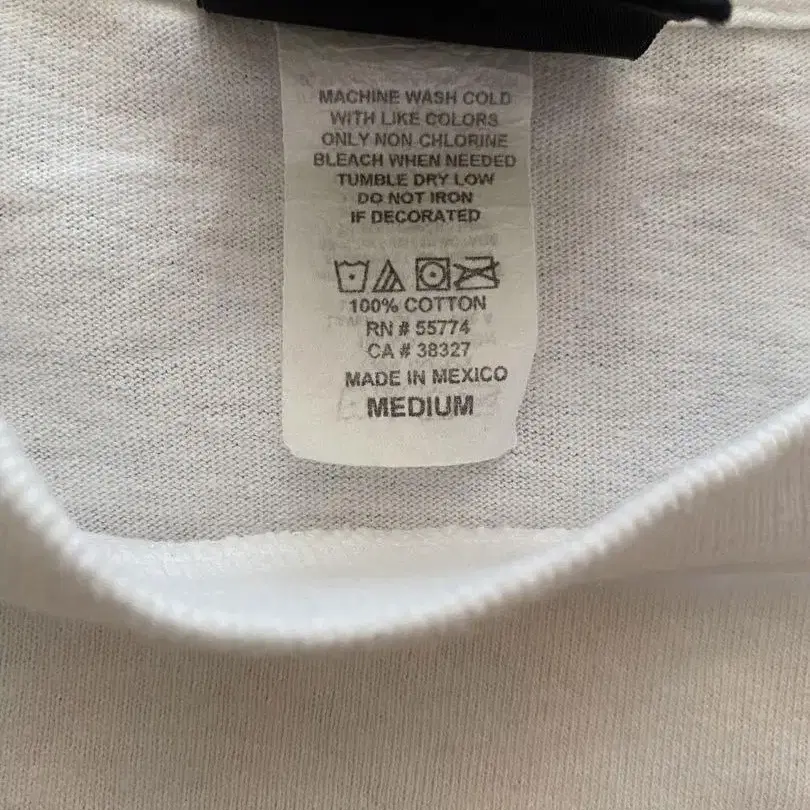 MACHINE WASH COLD
WITH LIKE COLORS
ONLY NON CHLORINE
BLEACH WHEN NEEDED
TUMBLE DRY LOW
DO NOT IRON
IF DECORATED
100% COTTON
RN # 55774
CA # 38327
MADE IN MEXICO
MEDIUM